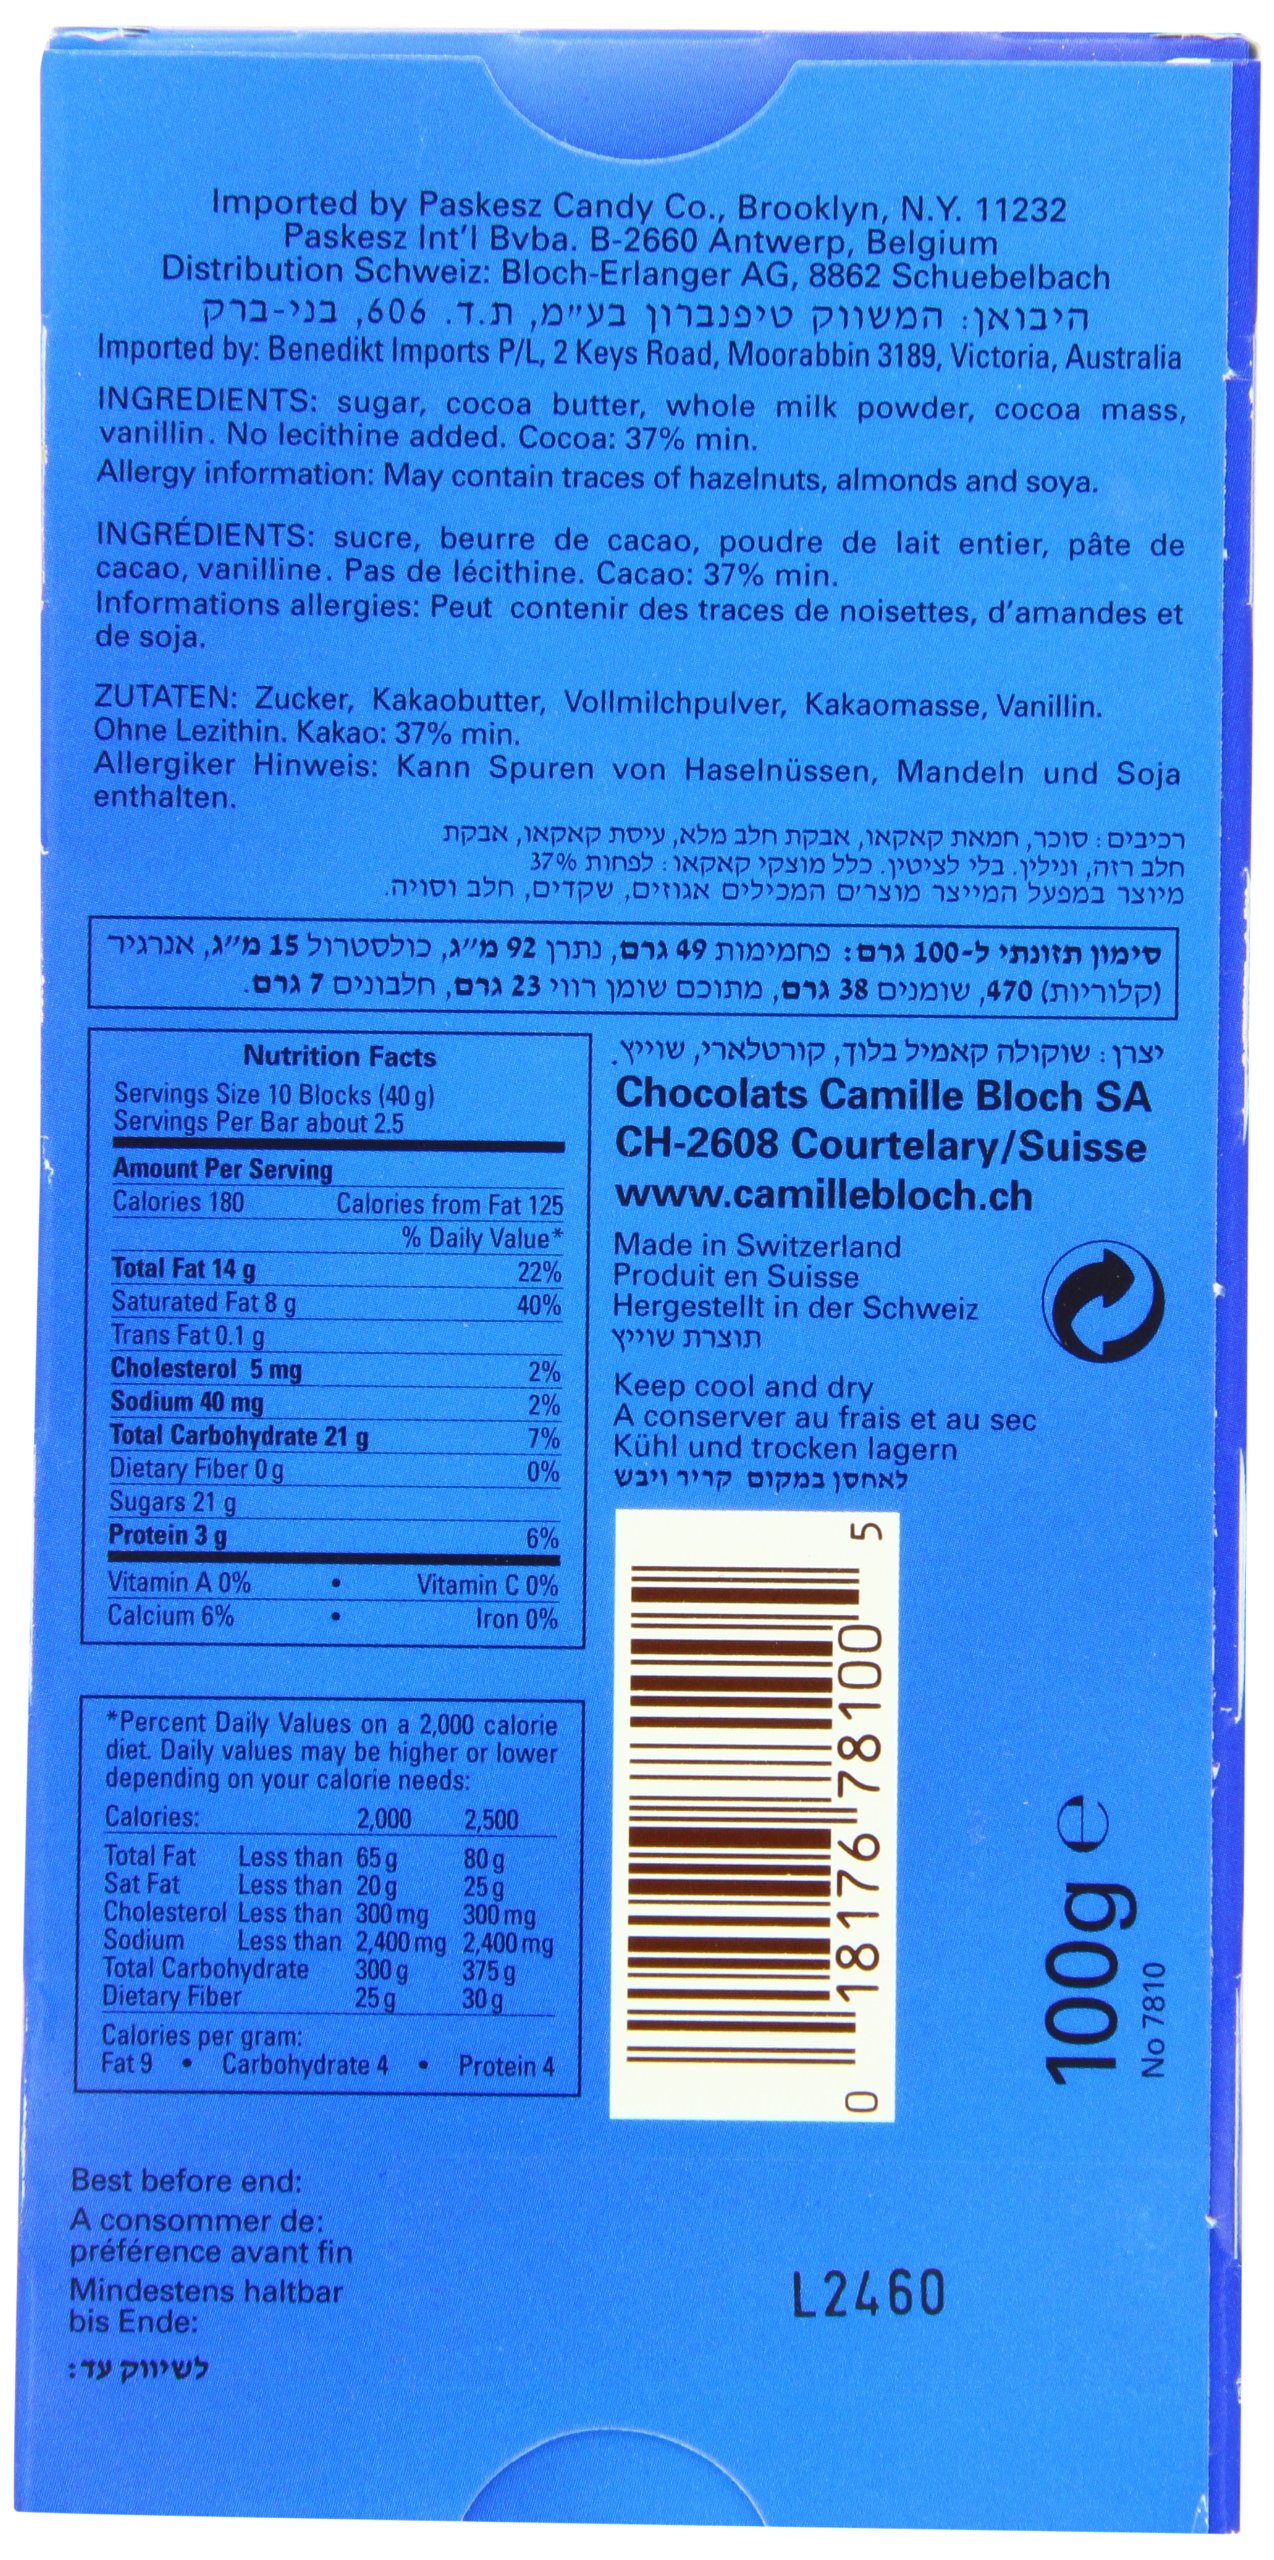 Imported by Paskesz Candy Co., Brooklyn, N.Y. 11232
Paskesz Int'l Bvba. B-2660 Antwerp, Belgium
Distribution Schweiz: Bloch-Erlanger AG, 8862 Schuebelbach
היבואן: המשווק טיפנברון בע"מ, ת.ד. 606, בני-ברק
Imported by: Benedikt Imports P/L, 2 Keys Road, Moorabbin 3189, Victoria, Australia
INGREDIENTS: sugar, cocoa butter, whole milk powder, cocoa mass,
vanillin. No lecithine added. Cocoa: 37% min.
Allergy information: May contain traces of hazelnuts, almonds and soya.
INGRÉDIENTS: sucre, beurre de cacao, poudre de lait entier, pâte de
cacao, vanilline. Pas de lécithine. Cacao: 37% min.
Informations allergies: Peut contenir des traces de noisettes, d'amandes et
de soja.
ZUTATEN: Zucker, Kakaobutter, Vollmilchpulver, Kakaomasse, Vanillin.
Ohne Lezithin. Kakao: 37% min.
Allergiker Hinweis: Kann Spuren von Haselnüssen, Mandeln und Soja
enthalten.
רכיבים: סוכר, חמאת קאקאו, אבקת חלב מלא, עיסת קאקאו, אבקת
חלב רזה, ונילין. בלי לציטין. כלל מוצקי קאקאו: לפחות 37%
מיוצר במפעל המייצר מוצרים המכילים אגוזים, שקדים, חלב וסויה.
סימון תזונתי ל-100 גרם: פחמימות 49 גרם, נתרן 92 מ"ג, כולסטרול 15 מ"ג, אנרגיר
(קלוריות) 470, שומנים 38 גרם, מתוכם שומן רווי 23 גרם, חלבונים 7 גרם.
Nutrition Facts
Servings Size 10 Blocks (40 g)
Servings Per Bar about 2.5
Amount Per Serving
Calories 180 Calories from Fat 125
% Daily Value*
Total Fat 14 g 22%
Saturated Fat 8 g 40%
Trans Fat 0.1 g
Cholesterol 5 mg 2%
Sodium 40 mg 2%
Total Carbohydrate 21 g 7%
Dietary Fiber 0 g 0%
Sugars 21 g
Protein 3 g 6%
Vitamin A 0% • Vitamin C 0%
Calcium 6% • Iron 0%
*Percent Daily Values on a 2,000 calorie
diet. Daily values may be higher or lower
depending on your calorie needs:
Calories: 2,000 2,500
Total Fat Less than 65 g 80 g
Sat Fat Less than 20 g 25 g
Cholesterol Less than 300 mg 300 mg
Sodium Less than 2,400 mg 2,400 mg
Total Carbohydrate 300 g 375 g
Dietary Fiber 25 g 30 g
Calories per gram:
Fat 9 • Carbohydrate 4 • Protein 4
יצרן: שוקולה קאמיל בלוך, קורטלארי, שווייץ.
Chocolats Camille Bloch SA
CH-2608 Courtelary/Suisse
www.camillebloch.ch
Made in Switzerland
Produit en Suisse
Hergestellt in der Schweiz
תוצרת שווייץ
Keep cool and dry
A conserver au frais et au sec
Kühl und trocken lagern
לאחסן במקום קריר ויבש
0 18176 78100 5
100g e
No 7810
Best before end:
A consommer de:
préférence avant fin
Mindestens haltbar
bis Ende:
לשיווק עד:
L2460